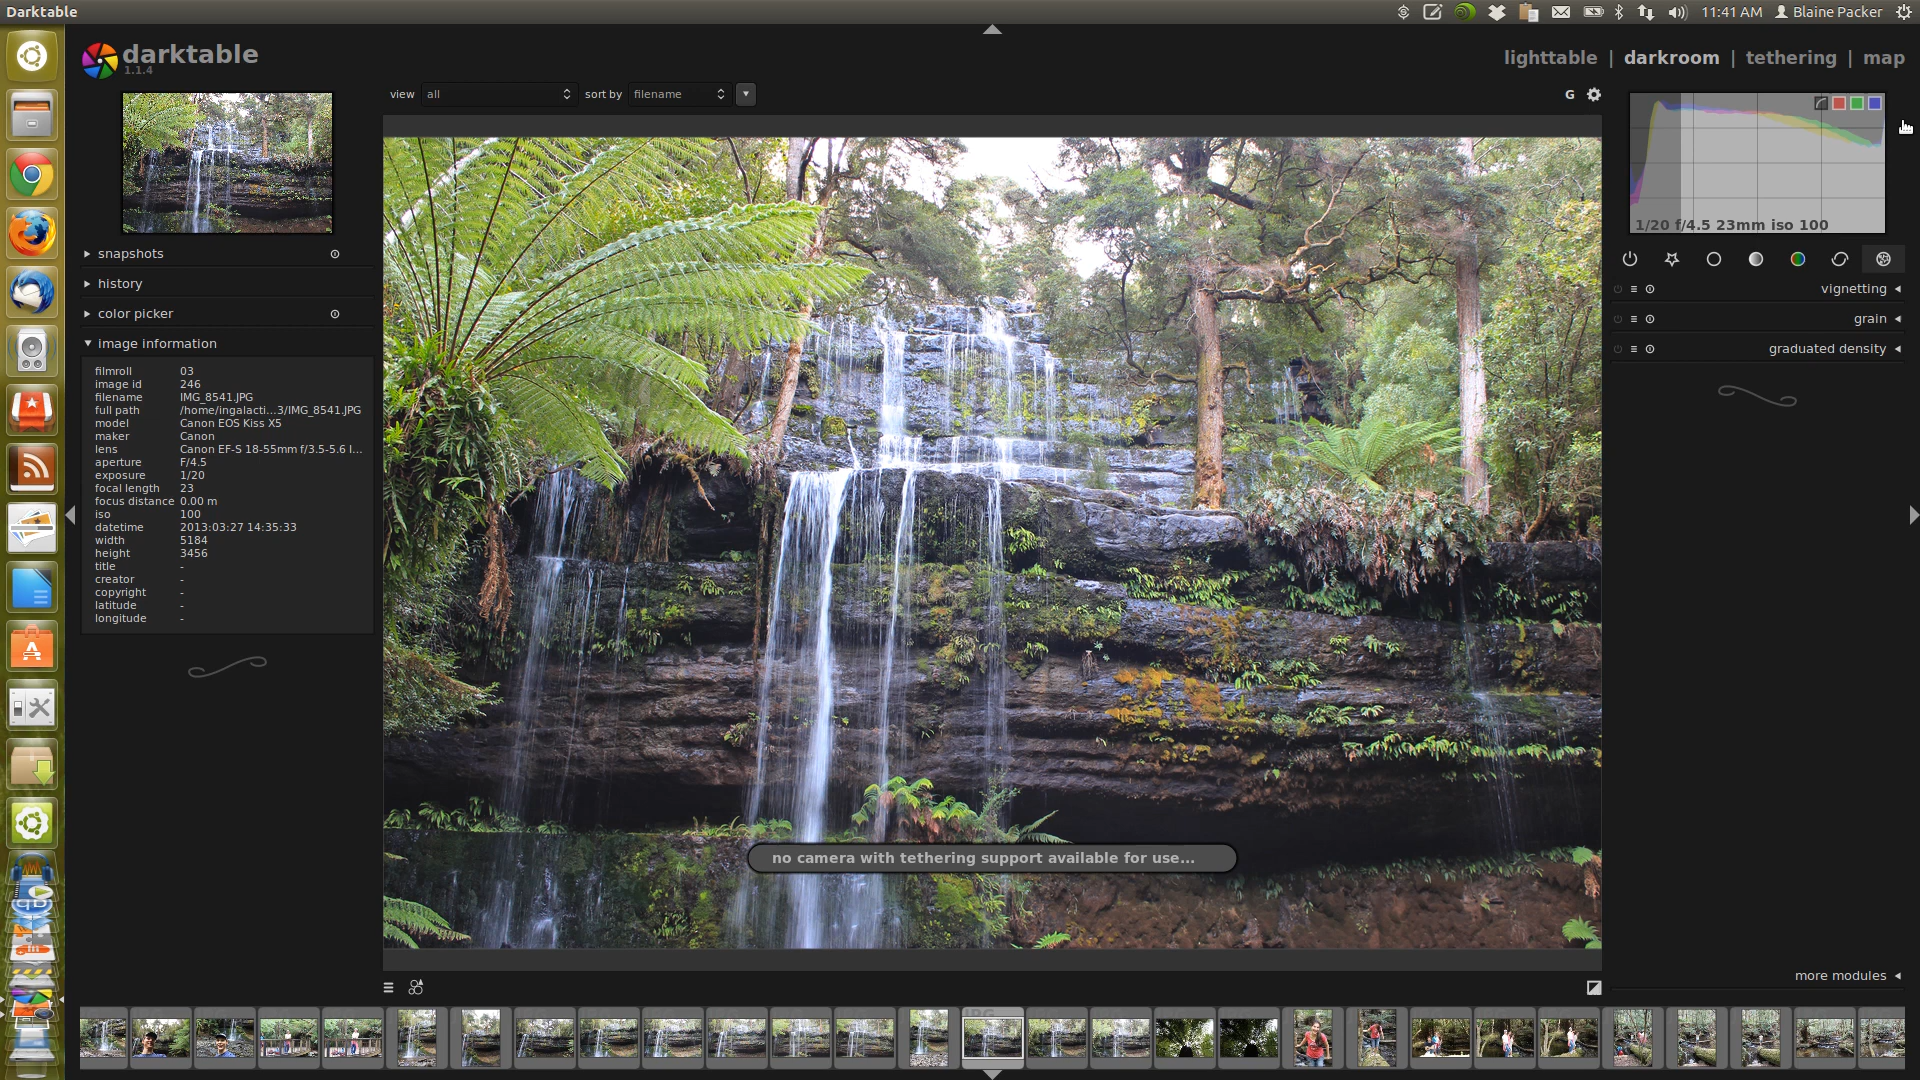 Darktable
11:41 AM Blaine Packer
darktable
1.1.4
lighttable | darkroom | tethering | map
view all sort by filename
G
1/20 f/4.5 23mm iso 100
snapshots
history
color picker
image information
filmroll 03
image id 246
filename IMG_8541.JPG
full path /home/ingalacti...3/IMG_8541.JPG
model Canon EOS Kiss X5
maker Canon
lens Canon EF-S 18-55mm f/3.5-5.6 I...
aperture F/4.5
exposure 1/20
focal length 23
focus distance 0.00 m
iso 100
datetime 2013:03:27 14:35:33
width 5184
height 3456
title -
creator -
copyright -
latitude -
longitude -
vignetting
grain
graduated density
no camera with tethering support available for use...
more modules